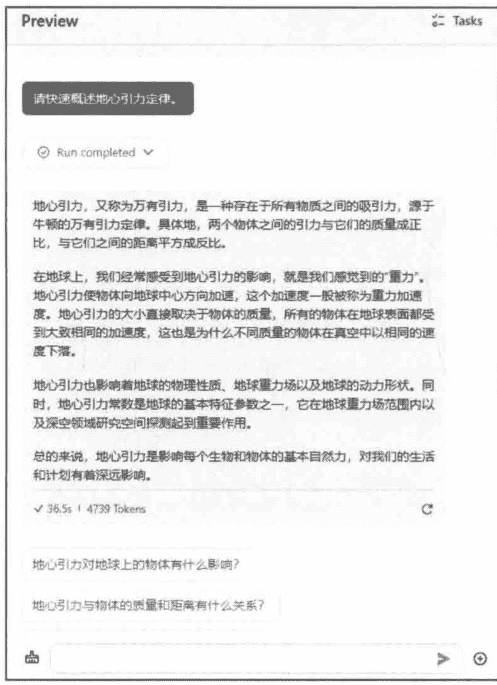 Preview
Tasks
请快速概述地心引力定律。
Run completed
地心引力，又称为万有引力，是一种存在于所有物质之间的吸引力，源于
牛顿的万有引力定律。具体地，两个物体之间的引力与它们的质量成正
比，与它们之间的距离平方成反比。
在地球上，我们经常感受到地心引力的影响，就是我们感觉到的"重力"。
地心引力使物体向地球中心方向加速，这个加速度一般被称为重力加速
度。地心引力的大小直接取决于物体的质量，所有的物体在地球表面都受
到大致相同的加速度，这也是为什么不同质量的物体在真空中以相同的速
度下落。
地心引力也影响着地球的物理性质、地球重力场以及地球的动力形状。同
时，地心引力常数是地球的基本特征参数之一，它在地球重力场范围内以
及深空领域研究空间探测起到重要作用。
总的来说，地心引力是影响每个生物和物体的基本自然力，对我们的生活
和计划有着深远影响。
36.5s | 4739 Tokens
地心引力对地球上的物体有什么影响？
地心引力与物体的质量和距离有什么关系？